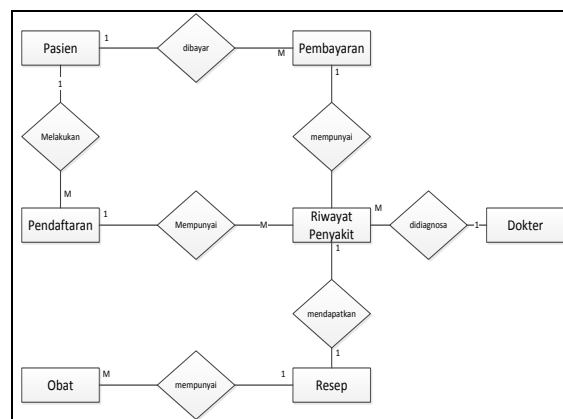 Pasien
1
dibayar
M
Pembayaran
1
1
Melakukan
mempunyai
M
Pendaftaran
1
Mempunyai
M
Riwayat
Penyakit
M
didiagnosa
1
Dokter
1
mendapatkan
1
Obat
M
mempunyai
1
Resep